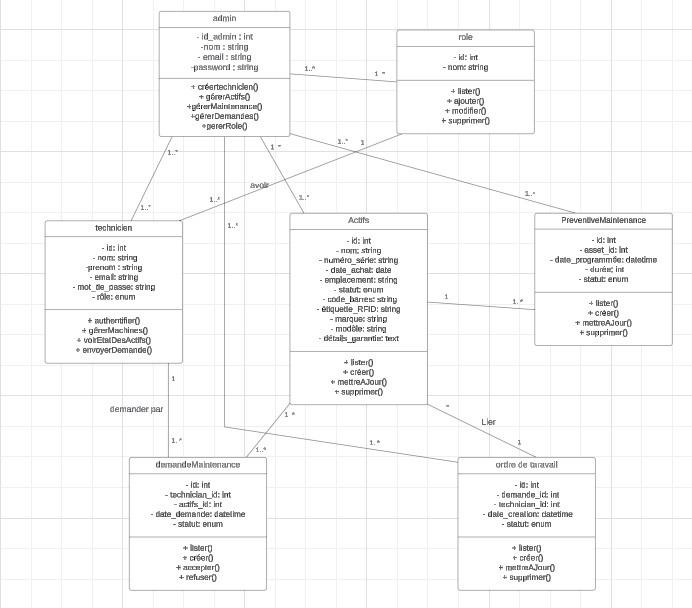 admin
- id_admin : int
-nom : string
- email : string
-password : string
+ créertechnicien()
+ gérerActifs()
+gérerMaintenance()
+gérerDemandes()
+gererRole()
role
- id: int
- nom: string
+ lister()
+ ajouter()
+ modifier()
+ supprimer()
1..*
1 *
1..*
1..*
1 *
1..*
1..*
1
1..*
avoir
1..*
1..*
technicien
- id: int
- nom: string
-prenom : string
- email: string
- mot_de_passe: string
- rôle: enum
+ authentifier()
+ gérerMachines()
+ voirEtatDesActifs()
+ envoyerDemande()
Actifs
- id: int
- nom: string
- numéro_série: string
- date_achat: date
- emplacement: string
- statut: enum
- code_barres: string
- étiquette_RFID: string
- marque: string
- modèle: string
- détails_garantie: text
+ lister()
+ créer()
+ mettreAJour()
+ supprimer()
PreventiveMaintenance
- id: int
- asset_id: int
- date_programmée: datetime
- durée: int
- statut: enum
+ lister()
+ créer()
+ mettreAJour()
+ supprimer()
1
1..*
1
demander par
1..*
1 *
1..*
1..*
*
Lier
1
demandeMaintenance
- id: int
- technician_id: int
- actifs_id: int
- date_demande: datetime
- statut: enum
+ lister()
+ créer()
+ accepter()
+ refuser()
ordre de taravail
- id: int
- demande_id: int
- technician_id: int
- date_creation: datetime
- statut: enum
+ lister()
+ créer()
+ mettreAJour()
+ supprimer()